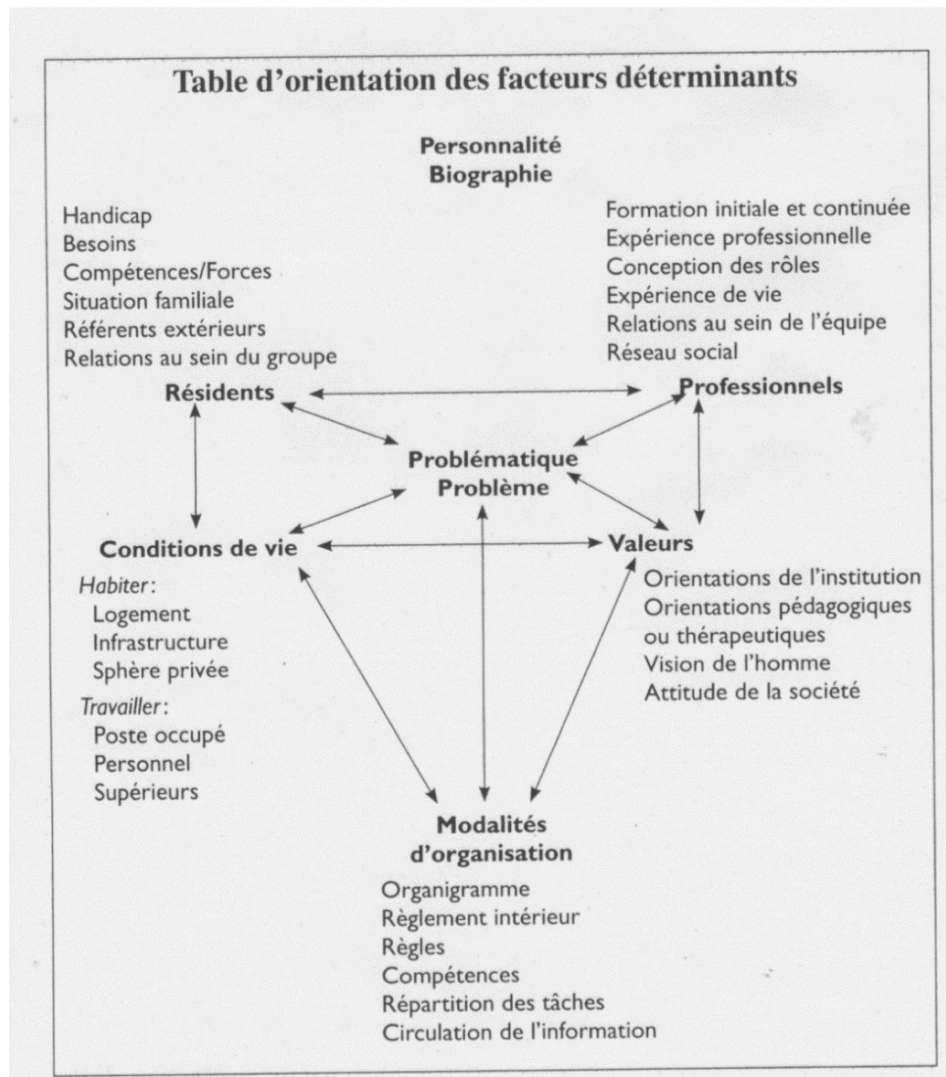 Table d'orientation des facteurs déterminants
Personnalité
Biographie
Handicap
Besoins
Compétences/Forces
Situation familiale
Référents extérieurs
Relations au sein du groupe
Résidents
Formation initiale et continuée
Expérience professionnelle
Conception des rôles
Expérience de vie
Relations au sein de l'équipe
Réseau social
Professionnels
Problématique
Problème
Conditions de vie
Habiter:
Logement
Infrastructure
Sphère privée
Travailler:
Poste occupé
Personnel
Supérieurs
Valeurs
Orientations de l'institution
Orientations pédagogiques
ou thérapeutiques
Vision de l'homme
Attitude de la société
Modalités
d'organisation
Organigramme
Règlement intérieur
Règles
Compétences
Répartition des tâches
Circulation de l'information